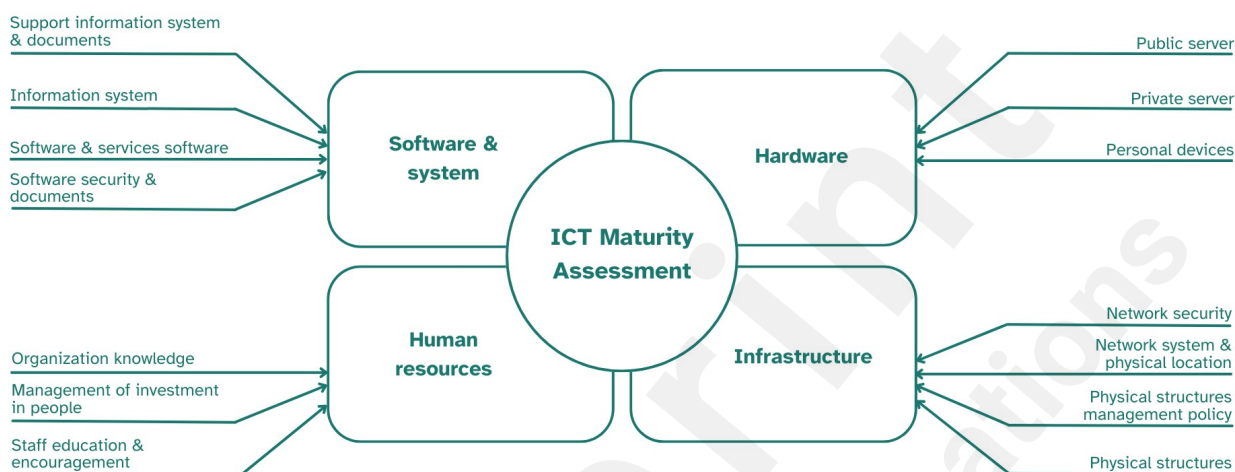 Support information system
& documents
Information system
Software & services software
Software security &
documents
Software &
system
Hardware
Public server
Private server
Personal devices
ICT Maturity
Assessment
Organization knowledge
Management of investment
in people
Staff education &
encouragement
Human
resources
Infrastructure
Network security
Network system &
physical location
Physical structures
management policy
Physical structures